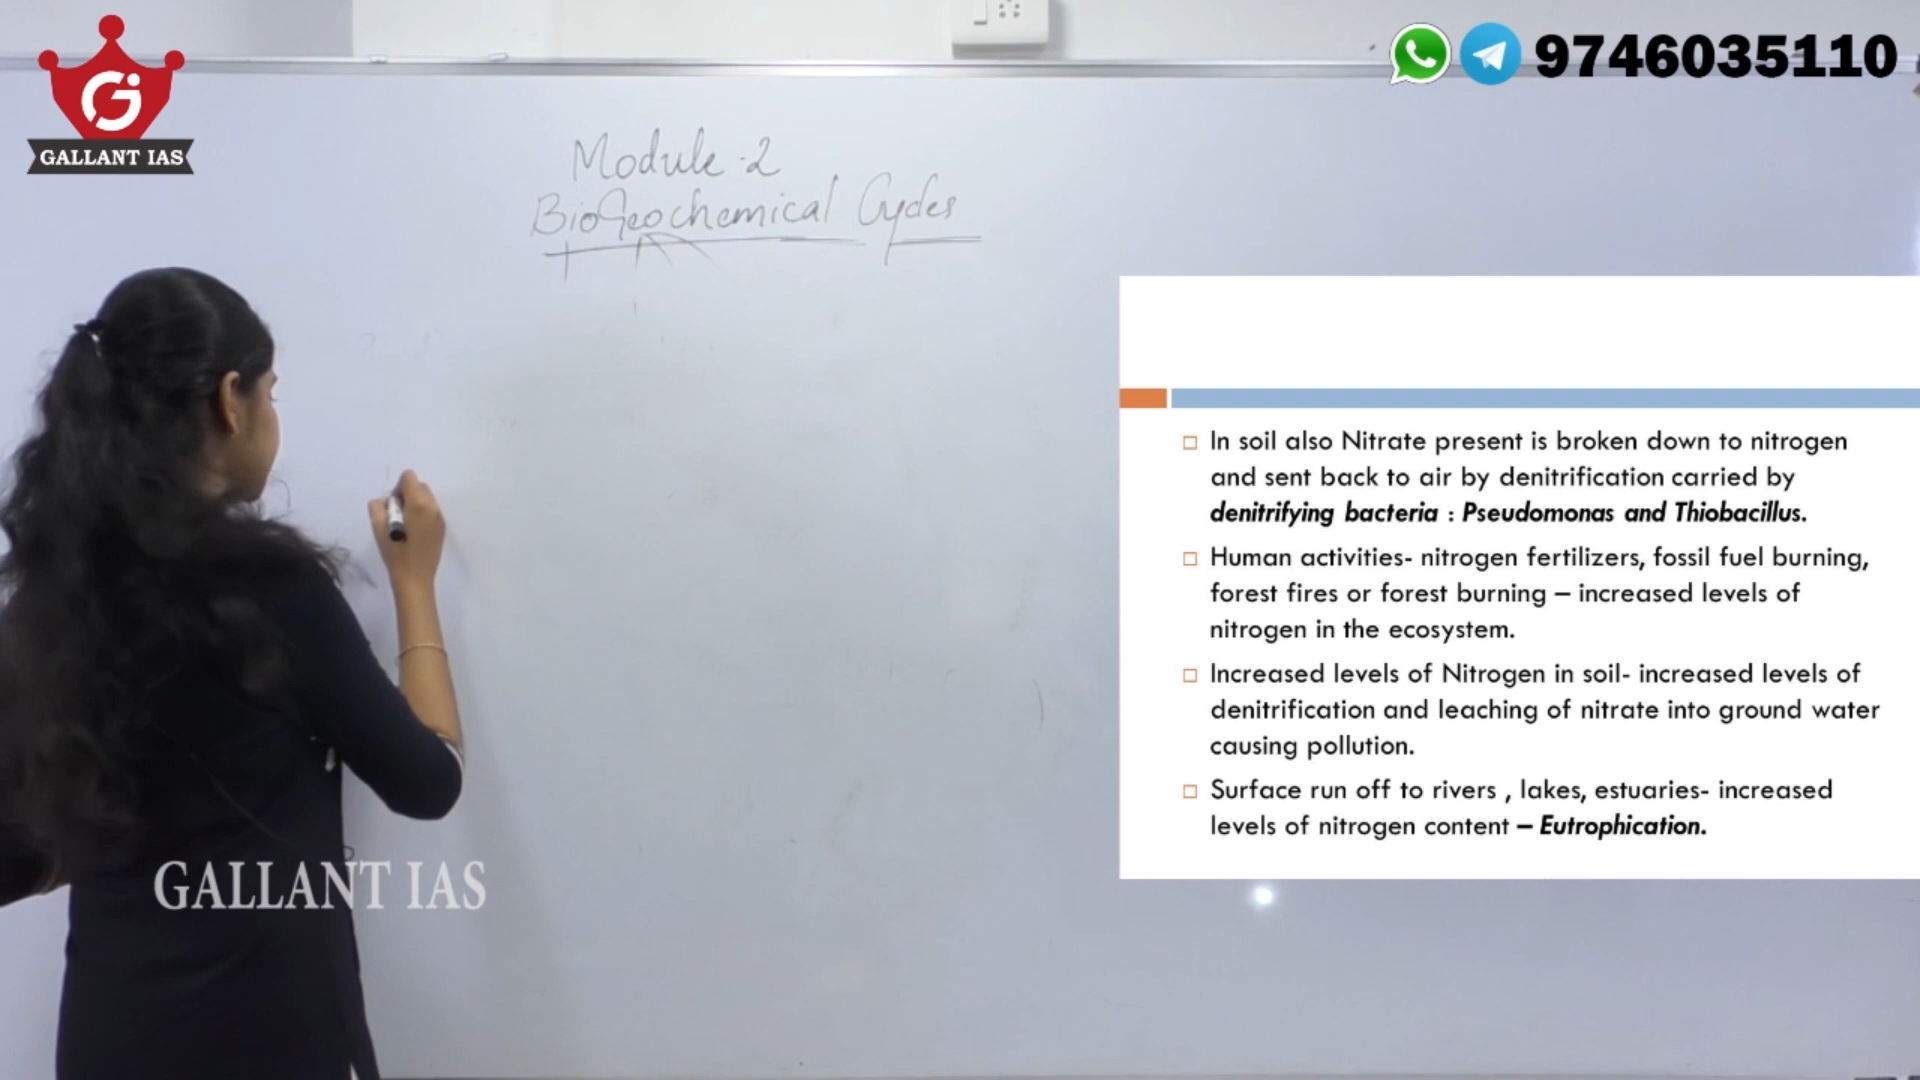 GALLANT IAS
9746035110
Module-2
BioGeochemical Cycles
In soil also Nitrate present is broken down to nitrogen
and sent back to air by denitrification carried by
denitrifying bacteria : Pseudomonas and Thiobacillus.
Human activities- nitrogen fertilizers, fossil fuel burning,
forest fires or forest burning – increased levels of
nitrogen in the ecosystem.
Increased levels of Nitrogen in soil- increased levels of
denitrification and leaching of nitrate into ground water
causing pollution.
Surface run off to rivers , lakes, estuaries- increased
levels of nitrogen content – Eutrophication.
GALLANT IAS